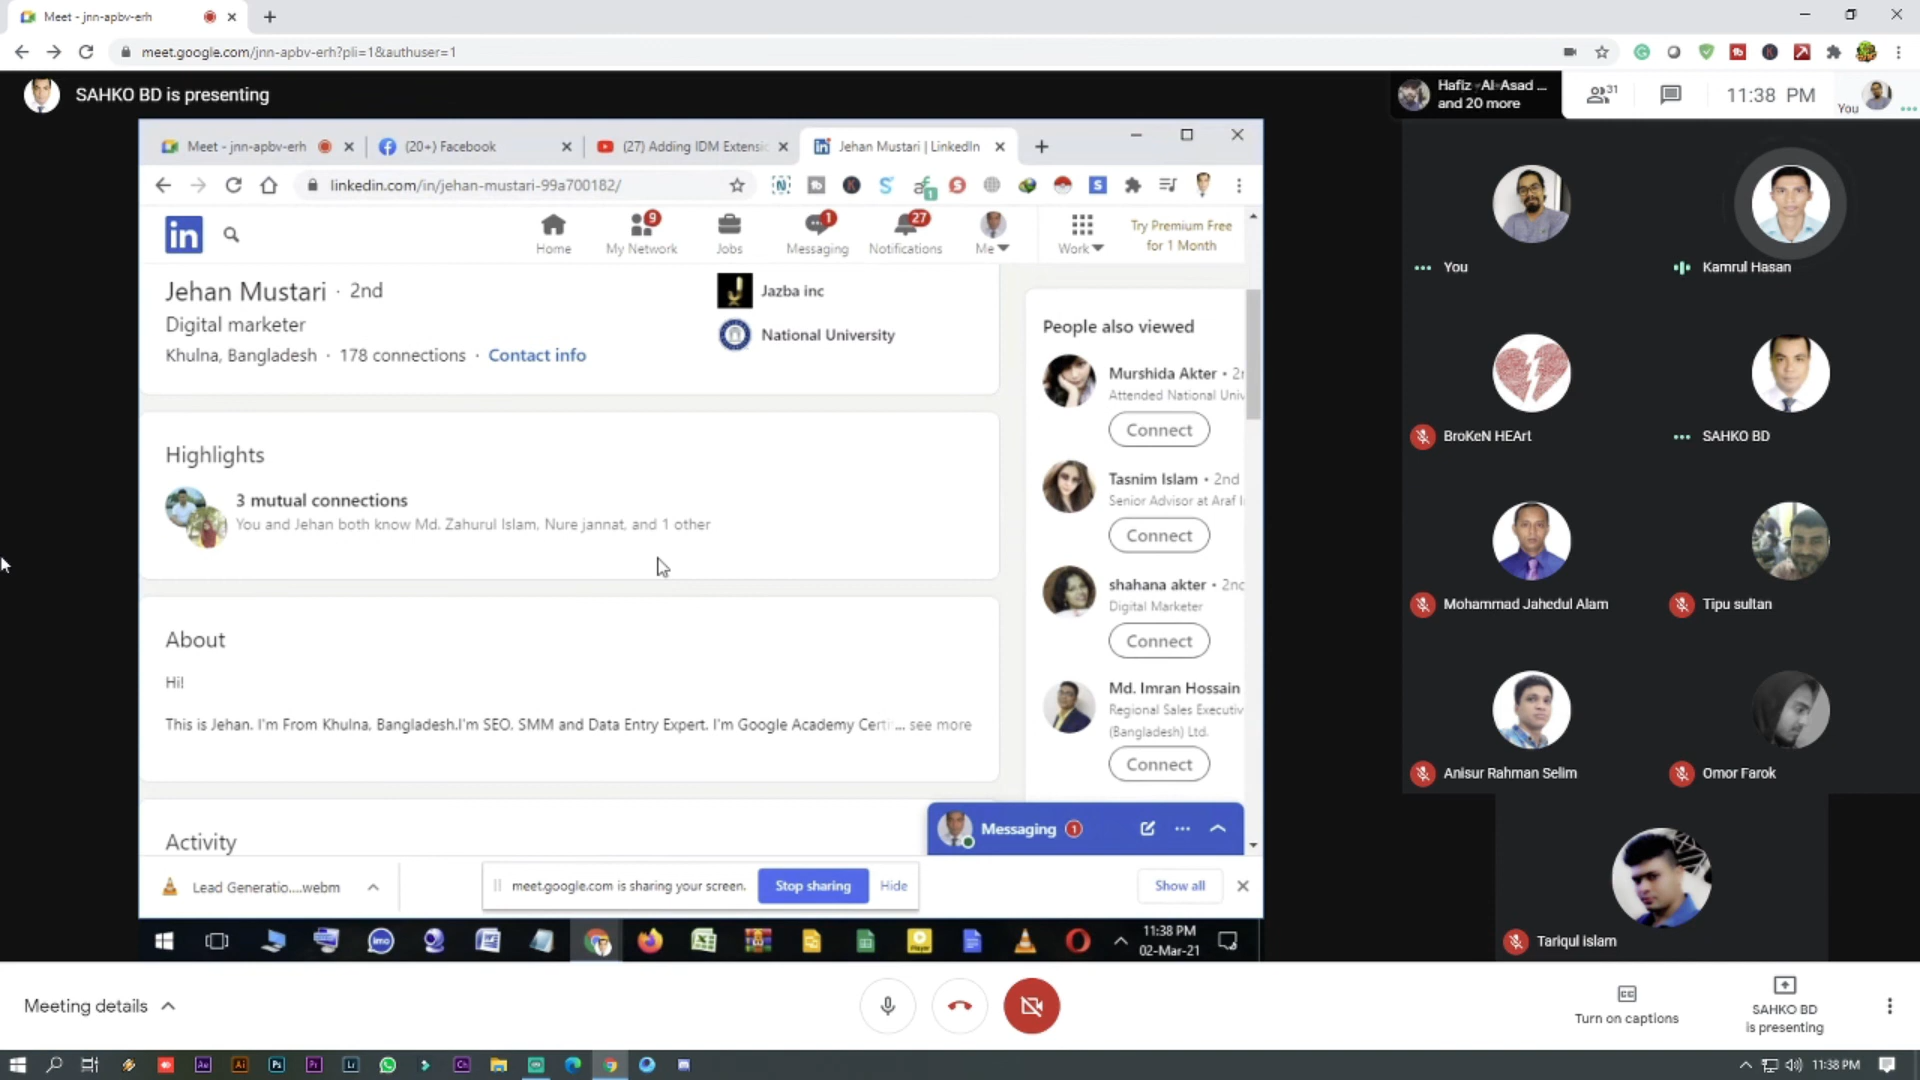 Meet - jnn-apbv-erh
meet.google.com/jnn-apbv-erh?pli=1&authuser=1
SAHKO BD is presenting
Hafiz -Al-Asad ...
and 20 more
31
11:38 PM
You
Meet - jnn-apbv-erh
(20+) Facebook
(27) Adding IDM Extensic
Jehan Mustari | LinkedIn
linkedin.com/in/jehan-mustari-99a700182/
in
Home
9
My Network
Jobs
1
Messaging
27
Notifications
Me
Work
Try Premium Free
for 1 Month
Jehan Mustari · 2nd
Digital marketer
Khulna, Bangladesh · 178 connections · Contact info
Jazba inc
National University
Highlights
3 mutual connections
You and Jehan both know Md. Zahurul Islam, Nure jannat, and 1 other
About
Hi!
This is Jehan. I'm From Khulna, Bangladesh.I'm SEO, SMM and Data Entry Expert. I'm Google Academy Certi... see more
Activity
People also viewed
Murshida Akter • 2
Attended National Univ
Connect
Tasnim Islam • 2nd
Senior Advisor at Araf I
Connect
shahana akter • 2nd
Digital Marketer
Connect
Md. Imran Hossain
Regional Sales Executiv
(Bangladesh) Ltd.
Connect
Messaging 1
Lead Generatio....webm
meet.google.com is sharing your screen.
Stop sharing
Hide
Show all
11:38 PM
02-Mar-21
You
Kamrul Hasan
BroKeN HEArt
SAHKO BD
Mohammad Jahedul Alam
Tipu sultan
Anisur Rahman Selim
Omor Farok
Tariqul islam
Meeting details
Turn on captions
SAHKO BD
is presenting
11:38 PM